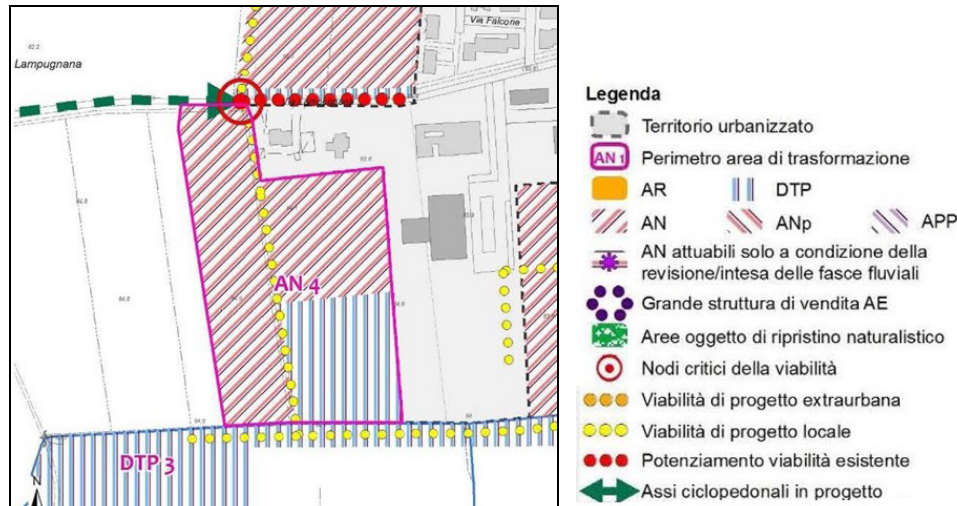 Via Falcone
Lampugnana
AN 4
DTP 3
N
Legenda
Territorio urbanizzato
AN 1 Perimetro area di trasformazione
AR DTP
AN ANp APP
AN attuabili solo a condizione della
revisione/intesa delle fasce fluviali
Grande struttura di vendita AE
Aree oggetto di ripristino naturalistico
Nodi critici della viabilità
Viabilità di progetto extraurbana
Viabilità di progetto locale
Potenziamento viabilità esistente
Assi ciclopedonali in progetto